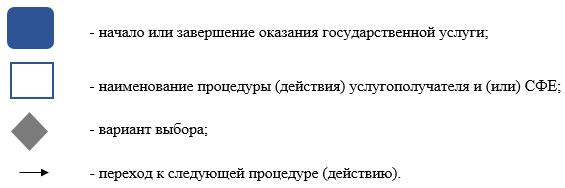 - начало или завершение оказания государственной услуги;
- наименование процедуры (действия) услугополучателя и (или) СФЕ;
- вариант выбора;
- переход к следующей процедуре (действию).